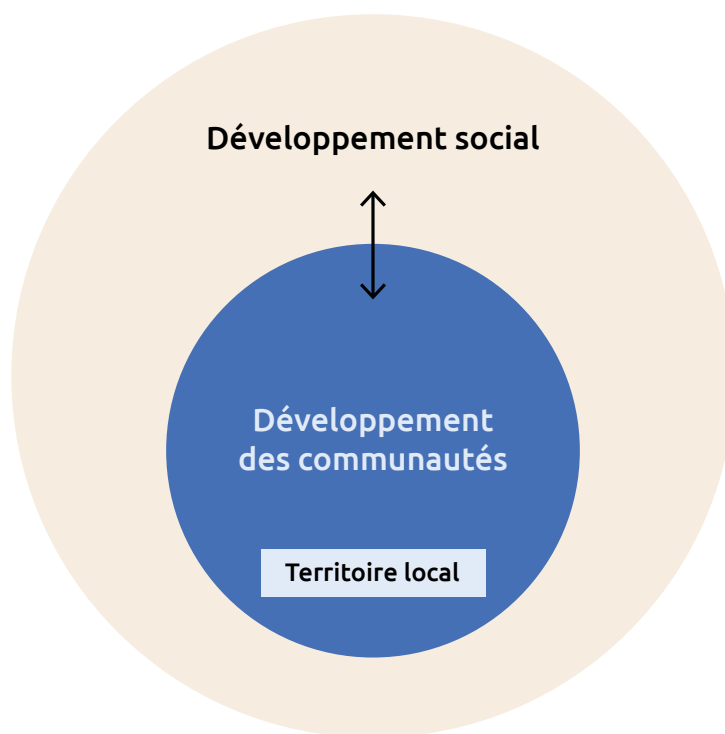 Développement social
Développement
des communautés
Territoire local